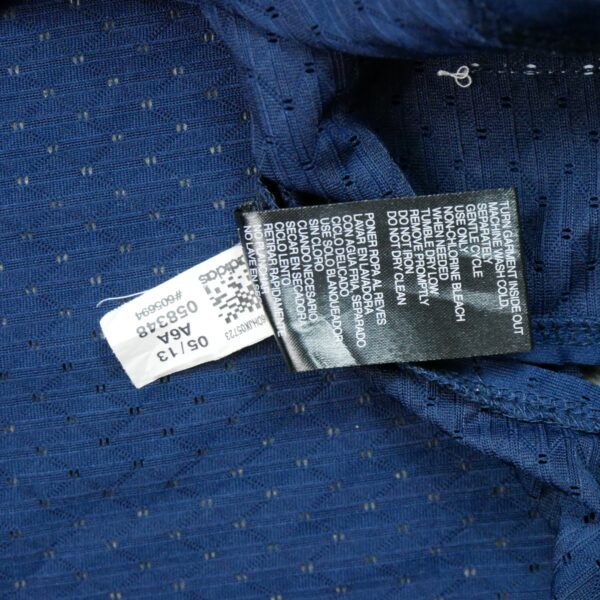 TURN GARMENT INSIDE OUT
MACHINE WASH COLD,
SEPARATELY
GENTLE CYCLE
USE ONLY
NON-CHLORINE BLEACH
WHEN NEEDED
TUMBLE DRY LOW
REMOVE PROMPTLY
DO NOT IRON
DO NOT DRY CLEAN
PONER ROPA AL REVES
LAVAR EN LAVADORA
CON AGUA FRIA, SEPARADO
CICLO DELICADO
USE SOLO BLANQUEADOR
SIN CLORO
CUANDO NECESARIO
SECAR EN SECADOR,
CICLO LENTO
RETIRAR RAPIDAMENTE
adidas
#605694
058348
A6A
05/13